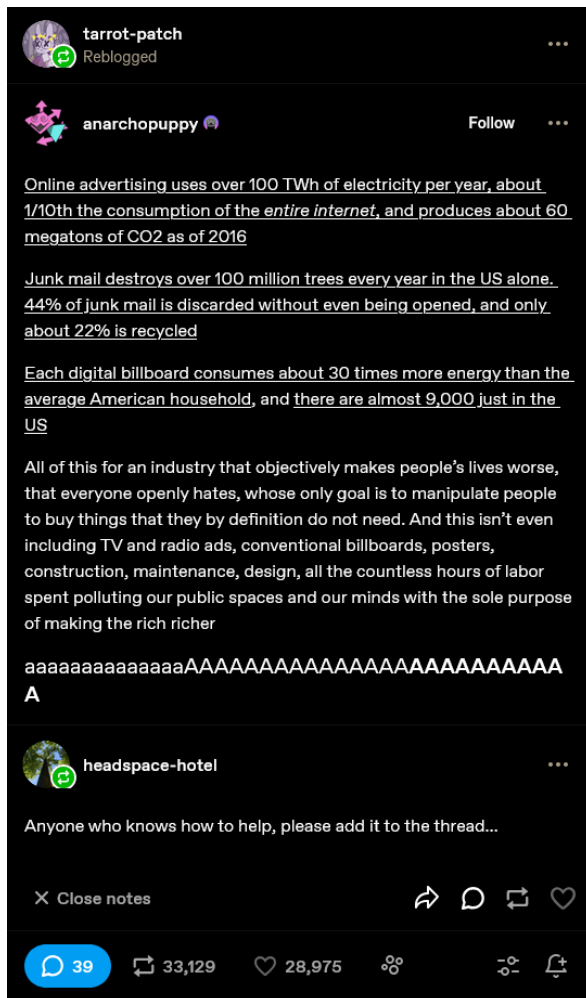 tarrot-patch
Reblogged
anarchopuppy
Follow
Online advertising uses over 100 TWh of electricity per year, about
1/10th the consumption of the entire internet, and produces about 60
megatons of CO2 as of 2016
Junk mail destroys over 100 million trees every year in the US alone.
44% of junk mail is discarded without even being opened, and only
about 22% is recycled
Each digital billboard consumes about 30 times more energy than the
average American household, and there are almost 9,000 just in the
US
All of this for an industry that objectively makes people’s lives worse,
that everyone openly hates, whose only goal is to manipulate people
to buy things that they by definition do not need. And this isn’t even
including TV and radio ads, conventional billboards, posters,
construction, maintenance, design, all the countless hours of labor
spent polluting our public spaces and our minds with the sole purpose
of making the rich richer
aaaaaaaaaaaaaaAAAAAAAAAAAAAAAAAAAAAAAAA
A
headspace-hotel
Anyone who knows how to help, please add it to the thread...
Close notes
39
33,129
28,975